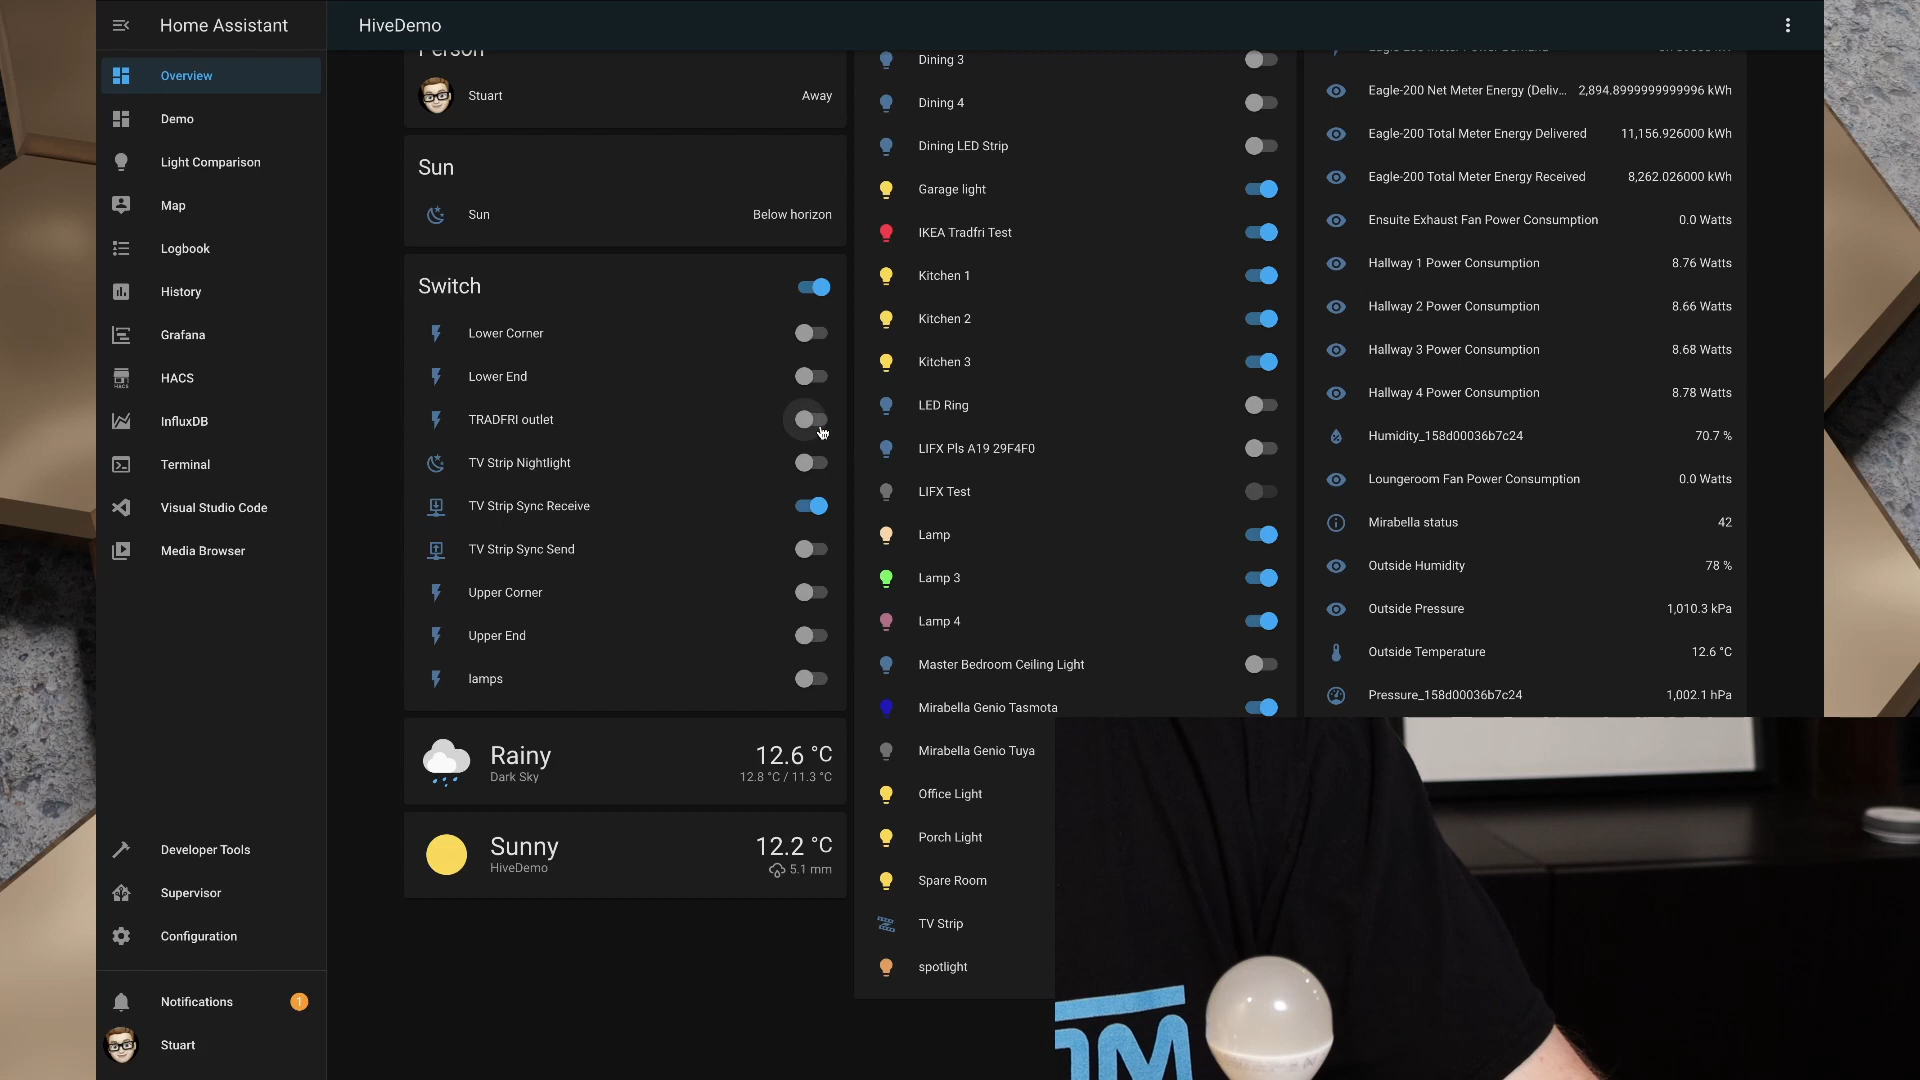 Home Assistant
HiveDemo
Overview
Demo
Light Comparison
Map
Logbook
History
Grafana
HACS
InfluxDB
Terminal
Visual Studio Code
Media Browser
Developer Tools
Supervisor
Configuration
Notifications 1
Stuart
Person
Stuart Away
Sun
Sun Below horizon
Switch
Lower Corner
Lower End
TRADFRI outlet
TV Strip Nightlight
TV Strip Sync Receive
TV Strip Sync Send
Upper Corner
Upper End
lamps
Rainy 12.6 °C
Dark Sky 12.8 °C / 11.3 °C
Sunny 12.2 °C
HiveDemo 5.1 mm
Dining 3
Dining 4
Dining LED Strip
Garage light
IKEA Tradfri Test
Kitchen 1
Kitchen 2
Kitchen 3
LED Ring
LIFX Pls A19 29F4F0
LIFX Test
Lamp
Lamp 3
Lamp 4
Master Bedroom Ceiling Light
Mirabella Genio Tasmota
Mirabella Genio Tuya
Office Light
Porch Light
Spare Room
TV Strip
spotlight
Eagle-200 Net Meter Energy (Deliv... 2,894.8999999999996 kWh
Eagle-200 Total Meter Energy Delivered 11,156.926000 kWh
Eagle-200 Total Meter Energy Received 8,262.026000 kWh
Ensuite Exhaust Fan Power Consumption 0.0 Watts
Hallway 1 Power Consumption 8.76 Watts
Hallway 2 Power Consumption 8.66 Watts
Hallway 3 Power Consumption 8.68 Watts
Hallway 4 Power Consumption 8.78 Watts
Humidity_158d00036b7c24 70.7 %
Loungeroom Fan Power Consumption 0.0 Watts
Mirabella status 42
Outside Humidity 78 %
Outside Pressure 1,010.3 kPa
Outside Temperature 12.6 °C
Pressure_158d00036b7c24 1,002.1 hPa